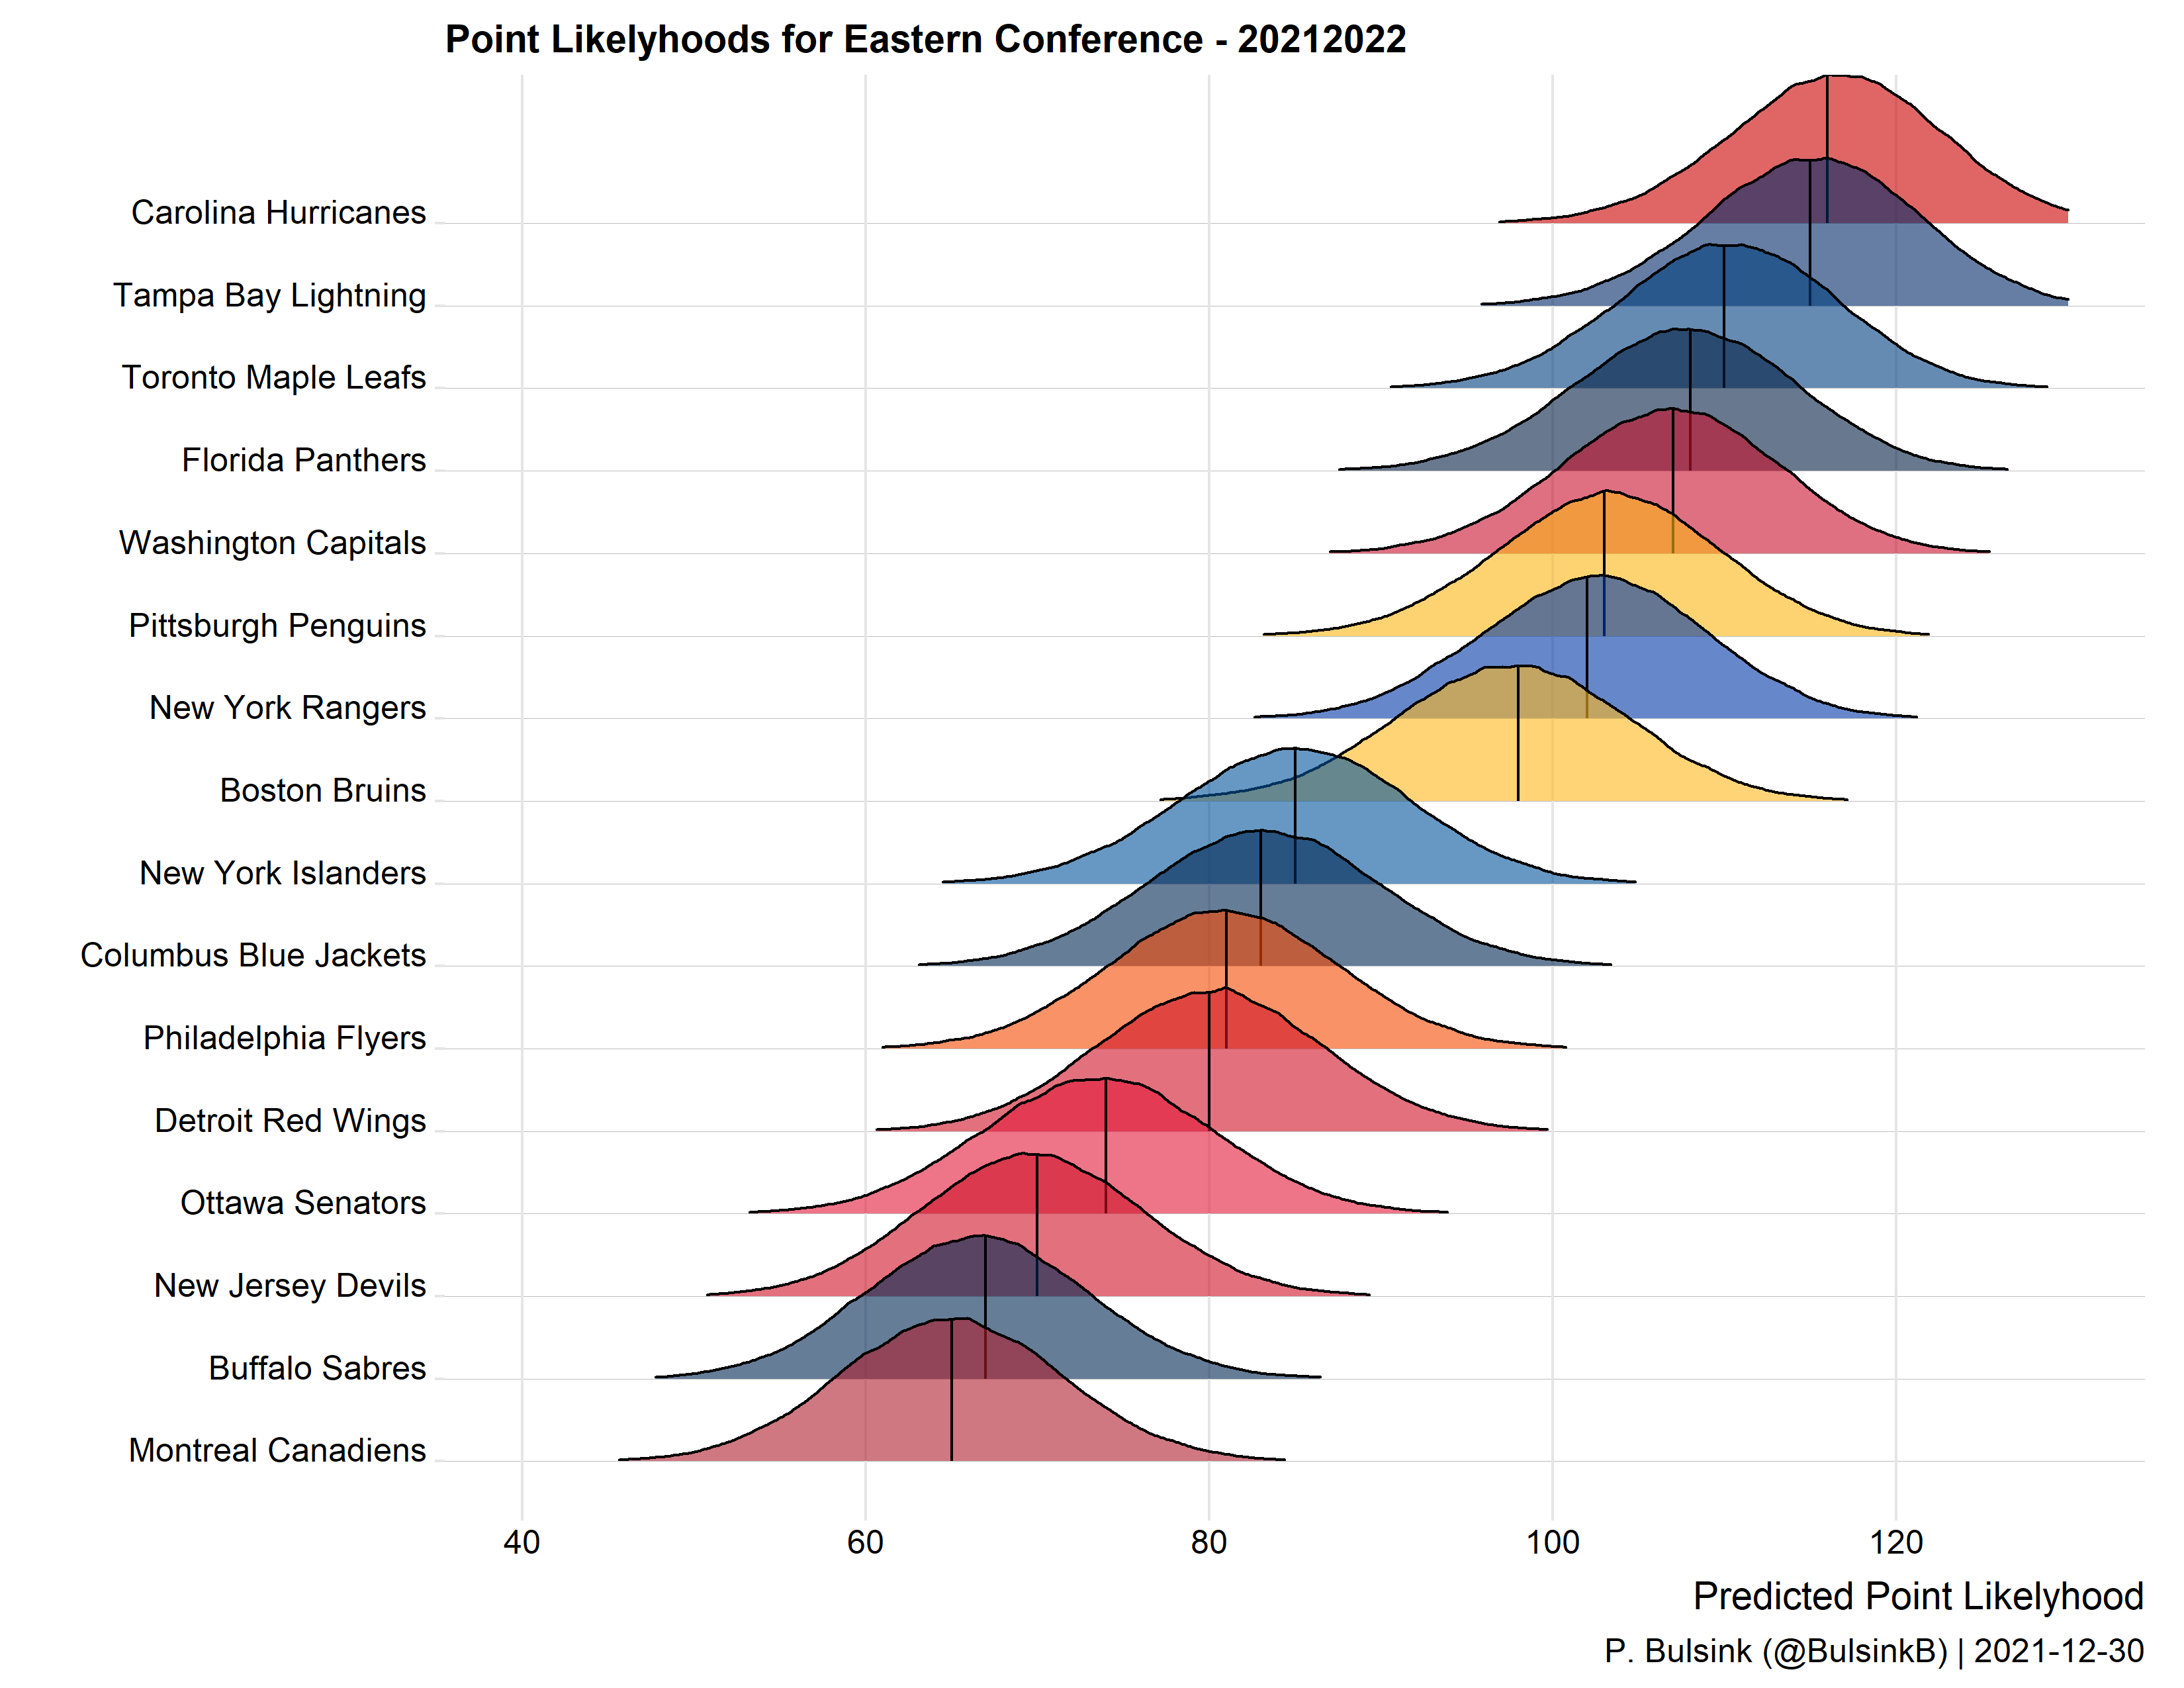 Point Likelyhoods for Eastern Conference - 20212022
Carolina Hurricanes
Tampa Bay Lightning
Toronto Maple Leafs
Florida Panthers
Washington Capitals
Pittsburgh Penguins
New York Rangers
Boston Bruins
New York Islanders
Columbus Blue Jackets
Philadelphia Flyers
Detroit Red Wings
Ottawa Senators
New Jersey Devils
Buffalo Sabres
Montreal Canadiens
40 60 80 100 120
Predicted Point Likelyhood
P. Bulsink (@BulsinkB) | 2021-12-30